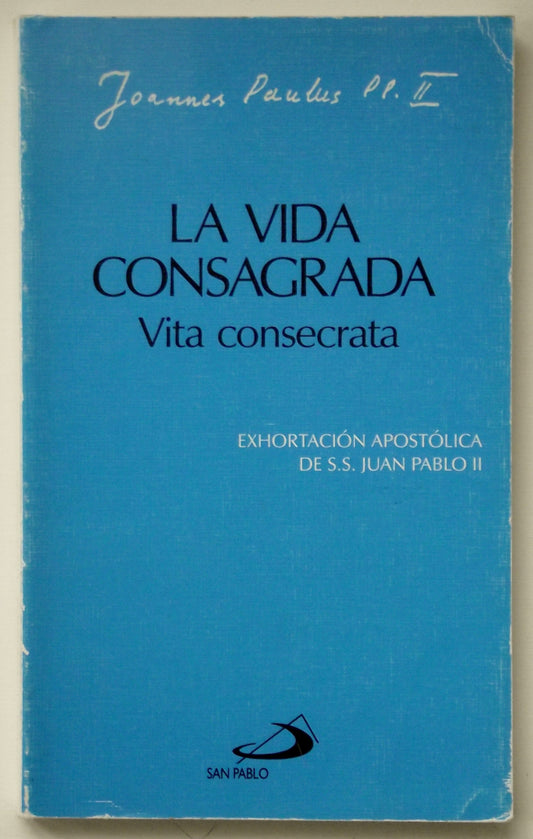 Joannes Paulus PP. II
LA VIDA
CONSAGRADA
Vita consecrata
EXHORTACIÓN APOSTÓLICA
DE S.S. JUAN PABLO II
SAN PABLO